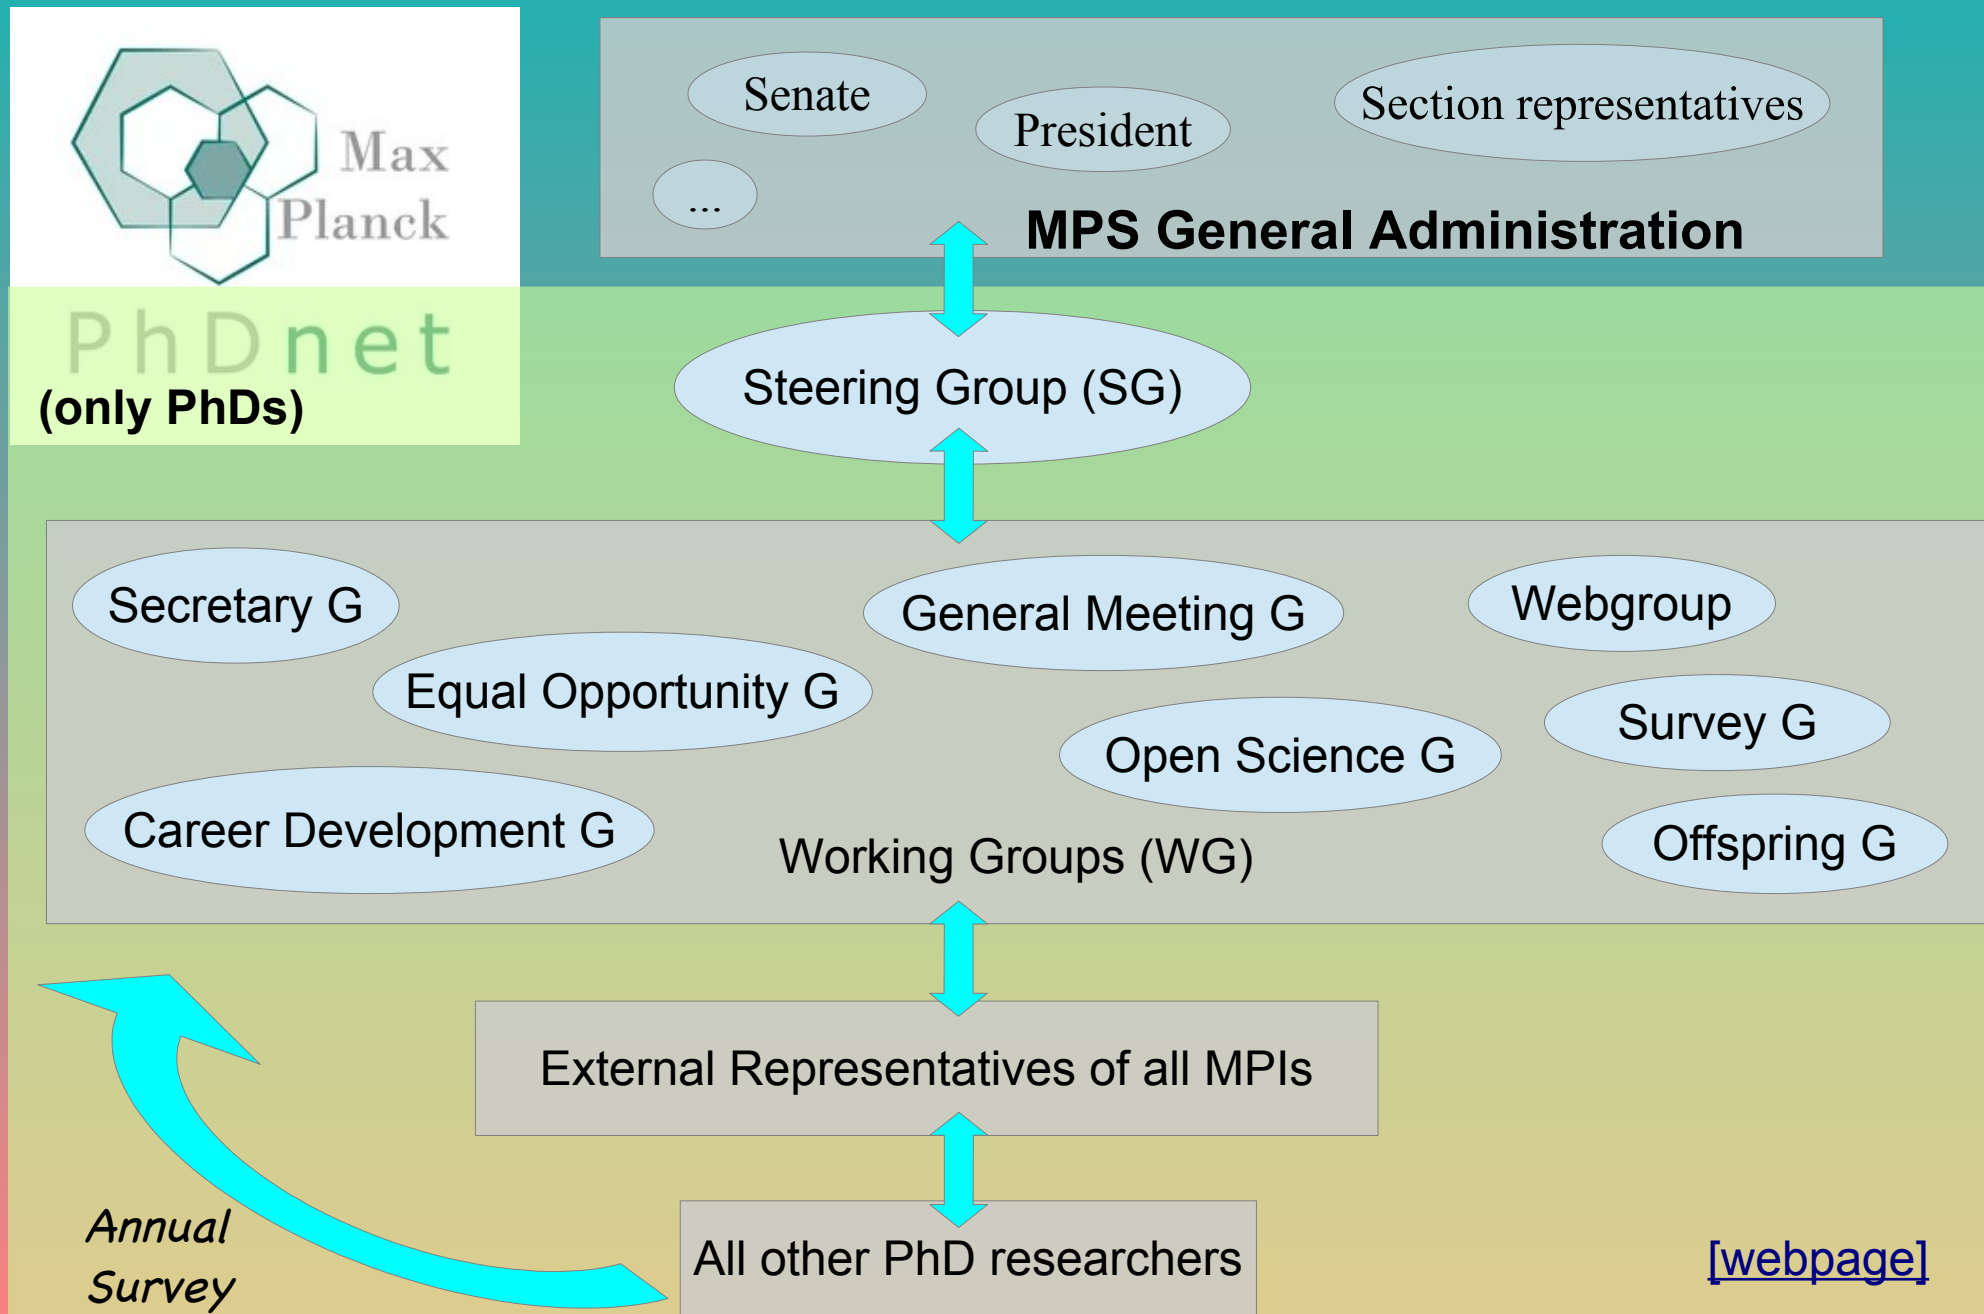 Max
Planck
PhDnet
(only PhDs)
Senate
President
Section representatives
...
MPS General Administration
Steering Group (SG)
Secretary G
General Meeting G
Webgroup
Equal Opportunity G
Survey G
Open Science G
Career Development G
Offspring G
Working Groups (WG)
External Representatives of all MPIs
Annual
Survey
All other PhD researchers
[webpage]